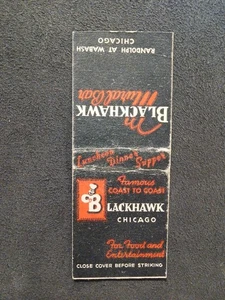 RANDOLPH AT WABASH
CHICAGO
BLACKHAWK
Mural Bar
Luncheon Dinner Supper
Famous
COAST TO COAST
B
LACKHAWK
CHICAGO
For Food and
Entertainment
CLOSE COVER BEFORE STRIKING